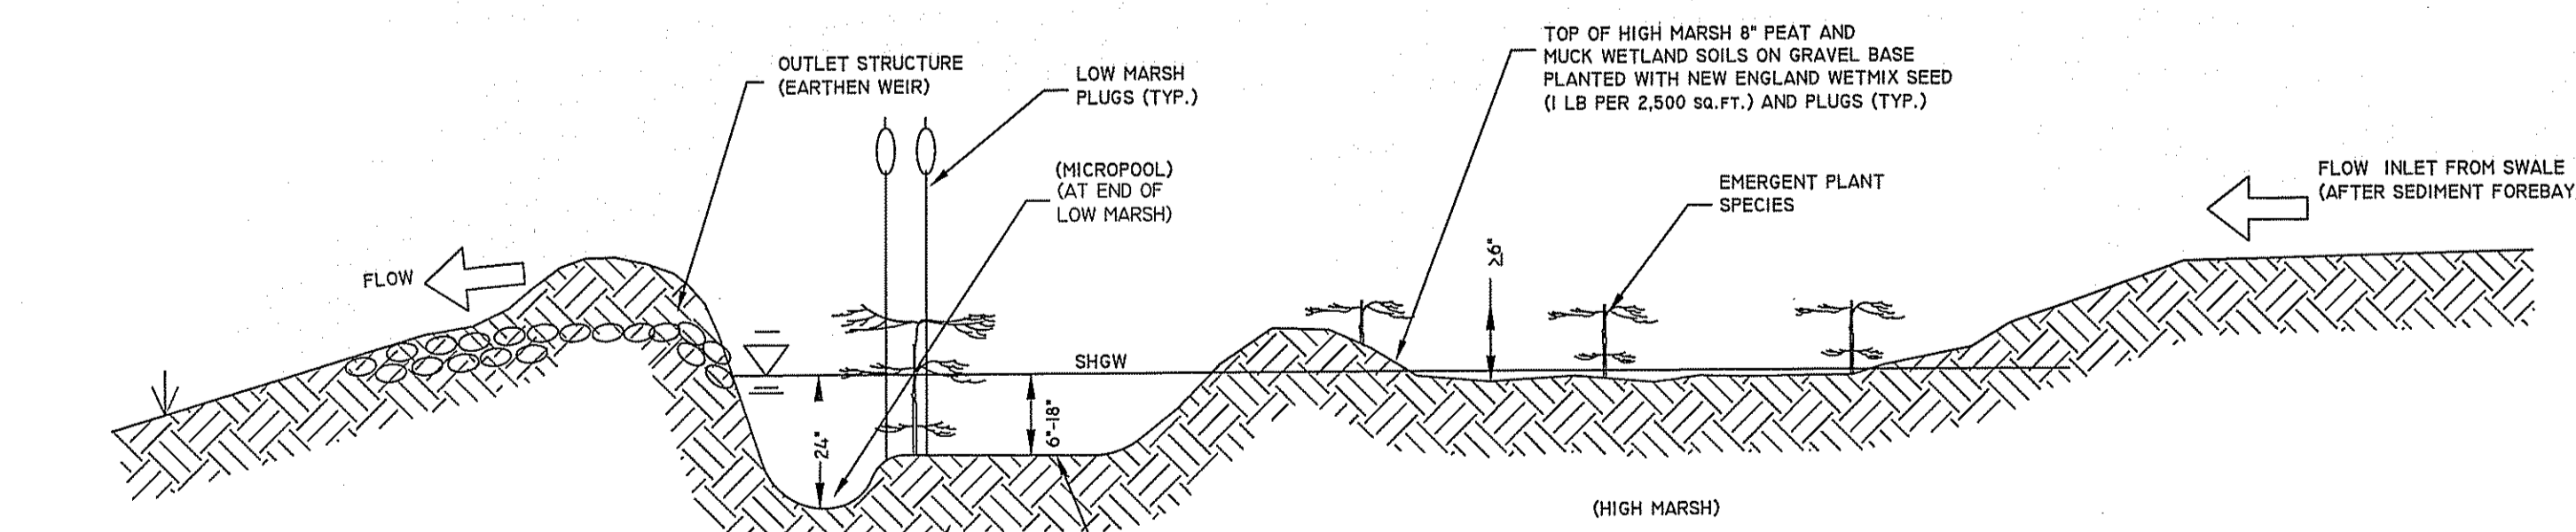 TOP OF HIGH MARSH 8" PEAT AND
MUCK WETLAND SOILS ON GRAVEL BASE
PLANTED WITH NEW ENGLAND WETMIX SEED
(1 LB PER 2,500 SQ.FT.) AND PLUGS (TYP.)
OUTLET STRUCTURE
(EARTHEN WEIR)
LOW MARSH
PLUGS (TYP.)
(MICROPOOL)
(AT END OF
LOW MARSH)
EMERGENT PLANT
SPECIES
FLOW INLET FROM SWALE
(AFTER SEDIMENT FOREBAY
FLOW
≥6"
SHGW
24"
6"-18"
(HIGH MARSH)